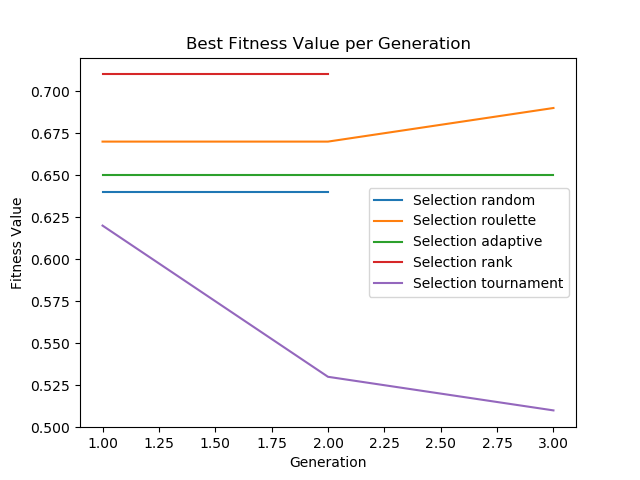 Best Fitness Value per Generation
Fitness Value
0.700
0.675
0.650
0.625
0.600
0.575
0.550
0.525
0.500
Selection random
Selection roulette
Selection adaptive
Selection rank
Selection tournament
1.00 1.25 1.50 1.75 2.00 2.25 2.50 2.75 3.00
Generation